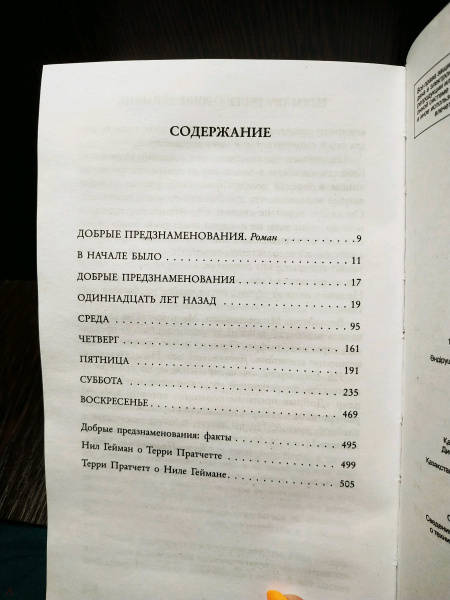 СОДЕРЖАНИЕ
ДОБРЫЕ ПРЕДЗНАМЕНОВАНИЯ. Роман . . . . . . . . . . . 9
В НАЧАЛЕ БЫЛО . . . . . . . . . . . . . . . . . . . . 11
ДОБРЫЕ ПРЕДЗНАМЕНОВАНИЯ . . . . . . . . . . . . . 17
ОДИННАДЦАТЬ ЛЕТ НАЗАД . . . . . . . . . . . . . . . 19
СРЕДА . . . . . . . . . . . . . . . . . . . . . . . . . 95
ЧЕТВЕРГ . . . . . . . . . . . . . . . . . . . . . . . 161
ПЯТНИЦА . . . . . . . . . . . . . . . . . . . . . . 191
СУББОТА . . . . . . . . . . . . . . . . . . . . . . . 235
ВОСКРЕСЕНЬЕ . . . . . . . . . . . . . . . . . . . . 469
Добрые предзнаменования: факты . . . . . . . . . . 495
Нил Гейман о Терри Пратчетте . . . . . . . . . . . . 499
Терри Пратчетт о Ниле Геймане . . . . . . . . . . . . 505
Все права